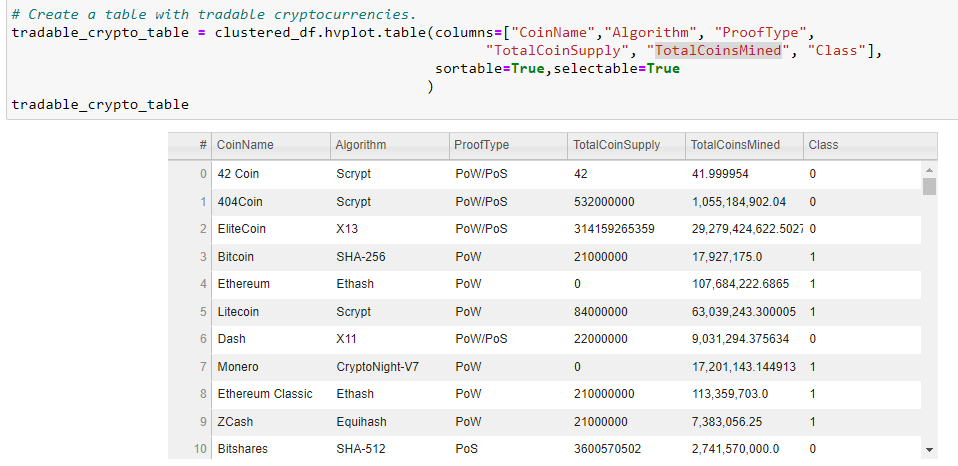 # Create a table with tradable cryptocurrencies.
tradable_crypto_table = clustered_df.hvplot.table(columns=["CoinName","Algorithm", "ProofType",
"TotalCoinSupply", "TotalCoinsMined", "Class"],
sortable=True,selectable=True
)
tradable_crypto_table
# CoinName Algorithm ProofType TotalCoinSupply TotalCoinsMined Class
0 42 Coin Scrypt PoW/PoS 42 41.999954 0
1 404Coin Scrypt PoW/PoS 532000000 1,055,184,902.04 0
2 EliteCoin X13 PoW/PoS 314159265359 29,279,424,622.5027 0
3 Bitcoin SHA-256 PoW 21000000 17,927,175.0 1
4 Ethereum Ethash PoW 0 107,684,222.6865 1
5 Litecoin Scrypt PoW 84000000 63,039,243.300005 1
6 Dash X11 PoW/PoS 22000000 9,031,294.375634 0
7 Monero CryptoNight-V7 PoW 0 17,201,143.144913 1
8 Ethereum Classic Ethash PoW 210000000 113,359,703.0 1
9 ZCash Equihash PoW 21000000 7,383,056.25 1
10 Bitshares SHA-512 PoS 3600570502 2,741,570,000.0 0